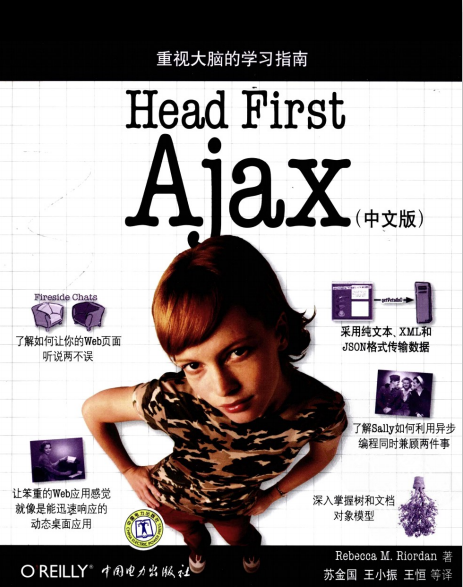 重视大脑的学习指南
Head First
Ajax
(中文版)
Fireside Chats
了解如何让你的Web页面
听说两不误
采用纯文本、XML和
JSON格式传输数据
了解Sally如何利用异步
编程同时兼顾两件事
让笨重的Web应用感觉
就像是能迅速响应的
动态桌面应用
深入掌握树和文档
对象模型
Rebecca M. Riordan 著
O'REILLY® 中国电力出版社
苏金国 王小振 王恒 等译